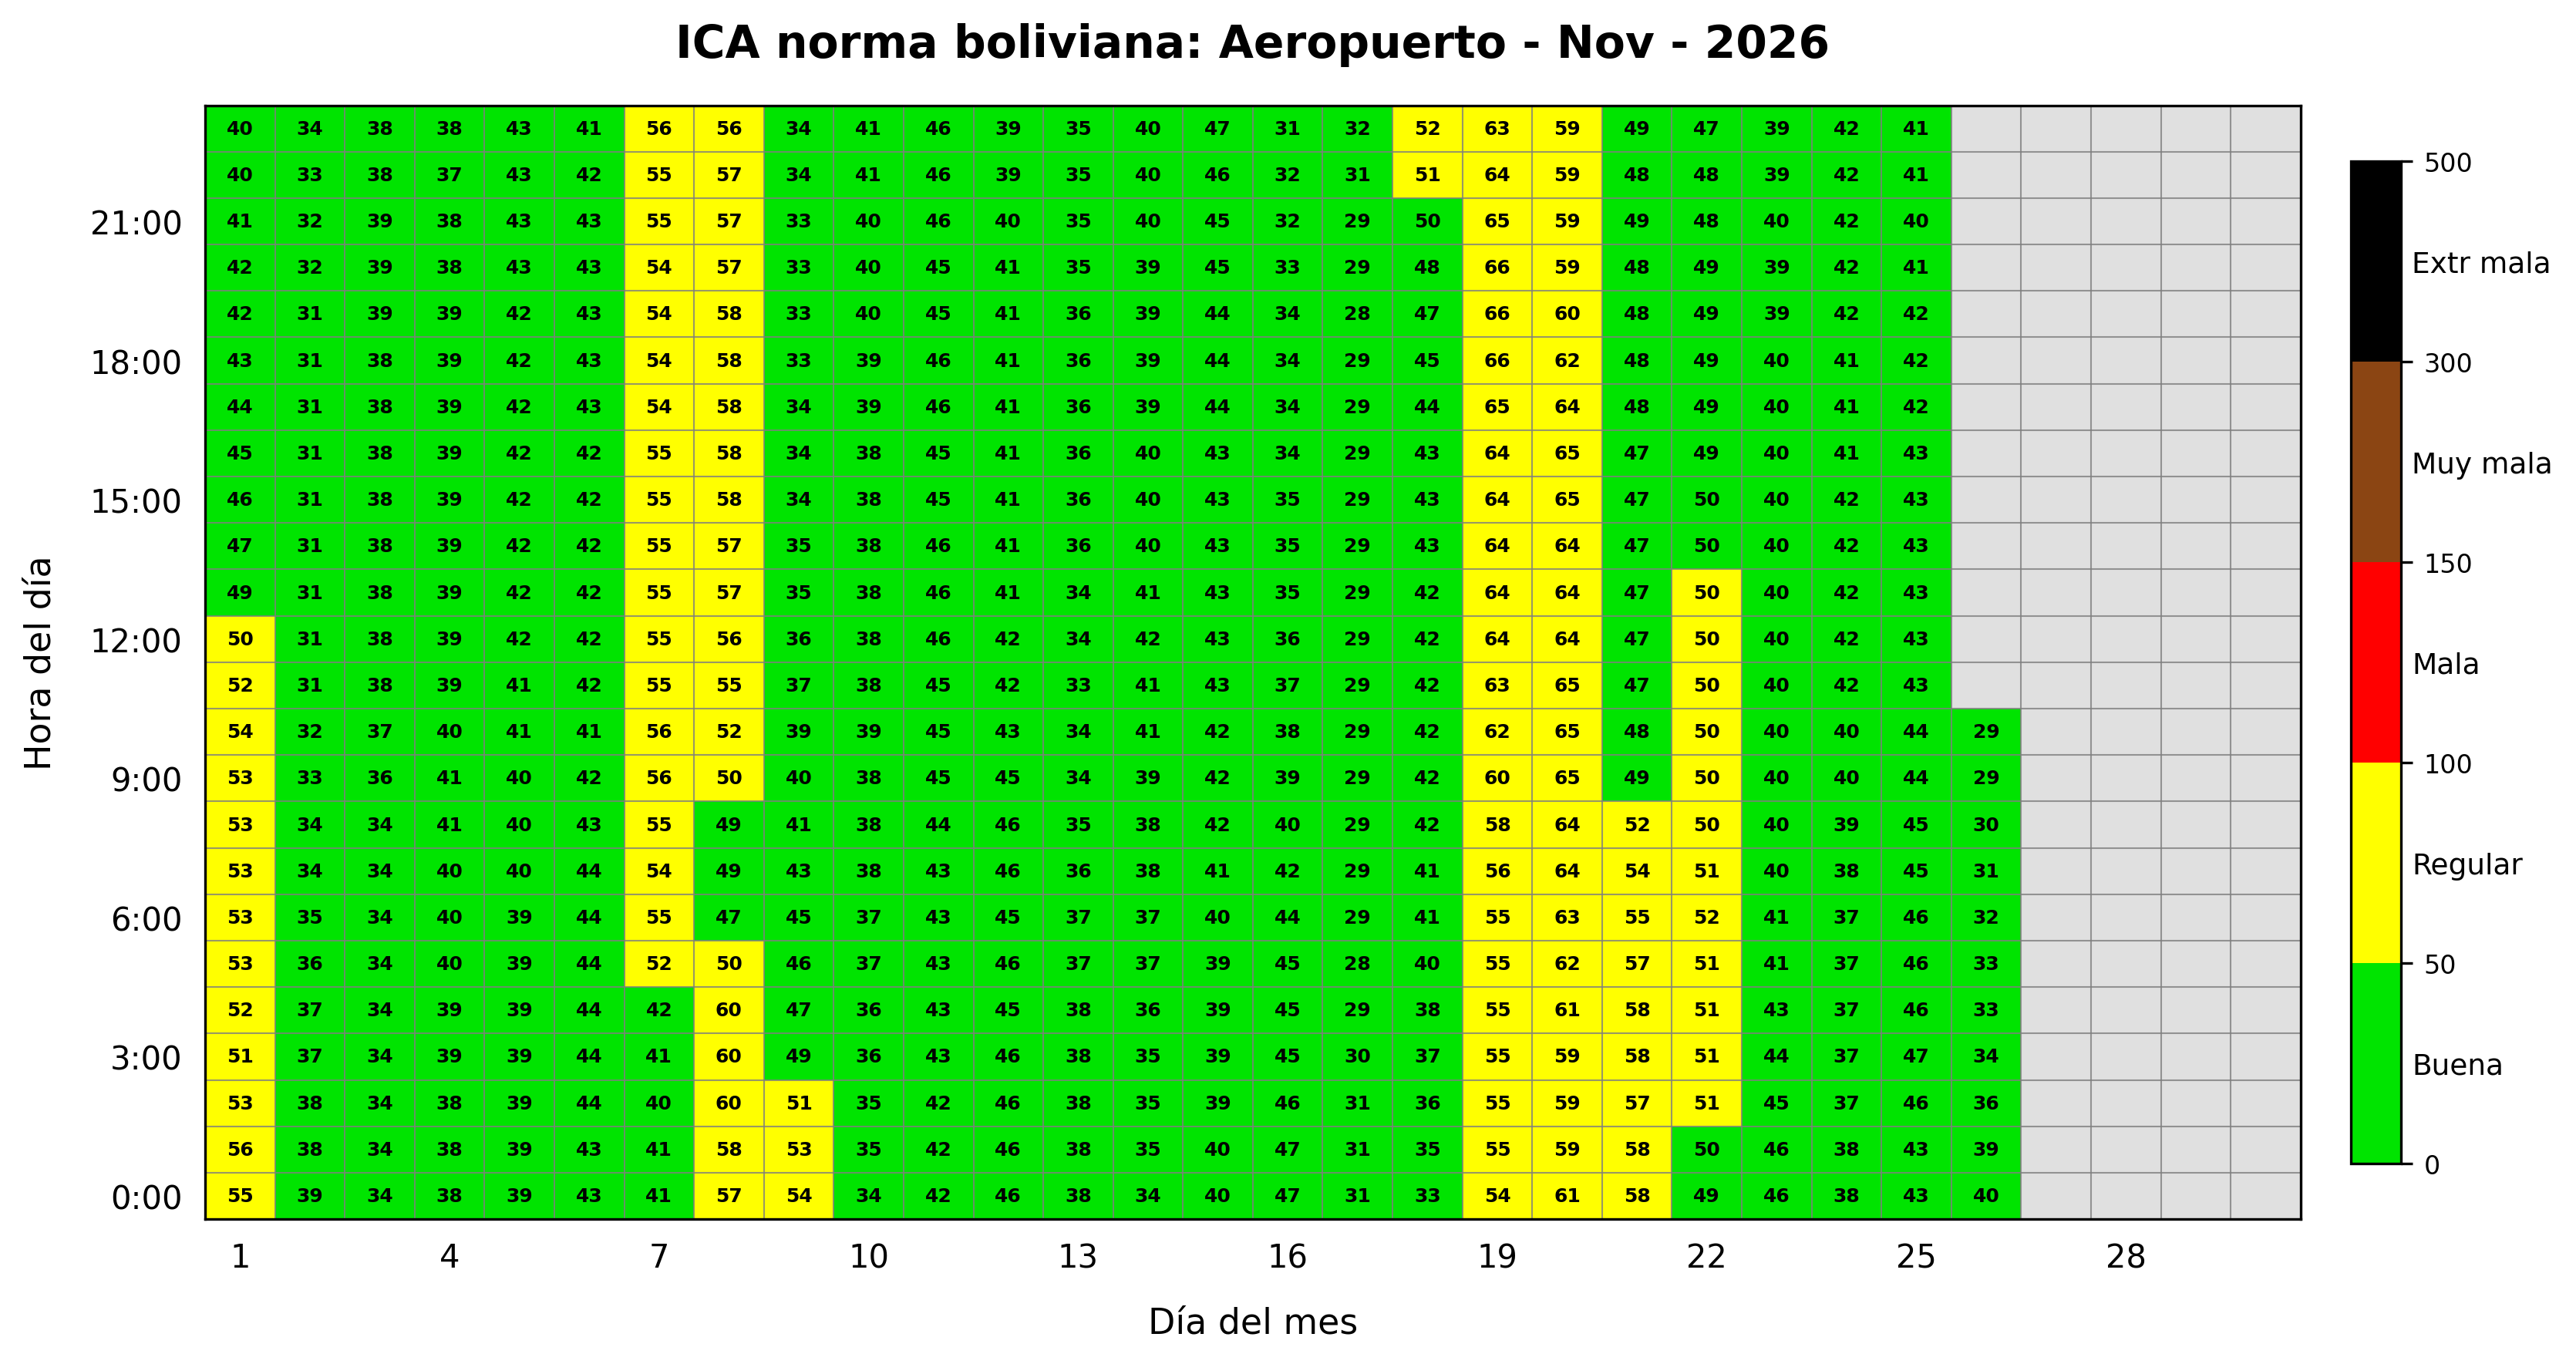 ICA norma boliviana: Aeropuerto - Nov - 2026
40 34 38 38 43 41 56 56 34 41 46 39 35 40 47 31 32 52 63 59 49 47 39 42 41
40 33 38 37 43 42 55 57 34 41 46 39 35 40 46 32 31 51 64 59 48 48 39 42 41
21:00 41 32 39 38 43 43 55 57 33 40 46 40 35 40 45 32 29 50 65 59 49 48 40 42 40
42 32 39 38 43 43 54 57 33 40 45 41 35 39 45 33 29 48 66 59 48 49 39 42 41
42 31 39 39 42 43 54 58 33 40 45 41 36 39 44 34 28 47 66 60 48 49 39 42 42
18:00 43 31 38 39 42 43 54 58 33 39 46 41 36 39 44 34 29 45 66 62 48 49 40 41 42
44 31 38 39 42 43 54 58 34 39 46 41 36 39 44 34 29 44 65 64 48 49 40 41 42
45 31 38 39 42 42 55 58 34 38 45 41 36 40 43 34 29 43 64 65 47 49 40 41 43
15:00 46 31 38 39 42 42 55 58 34 38 45 41 36 40 43 35 29 43 64 65 47 50 40 42 43
47 31 38 39 42 42 55 57 35 38 46 41 36 40 43 35 29 43 64 64 47 50 40 42 43
49 31 38 39 42 42 55 57 35 38 46 41 34 41 43 35 29 42 64 64 47 50 40 42 43
12:00 50 31 38 39 42 42 55 56 36 38 46 42 34 42 43 36 29 42 64 64 47 50 40 42 43
52 31 38 39 41 42 55 55 37 38 45 42 33 41 43 37 29 42 63 65 47 50 40 42 43
54 32 37 40 41 41 56 52 39 39 45 43 34 41 42 38 29 42 62 65 48 50 40 40 44 29
9:00 53 33 36 41 40 42 56 50 40 38 45 45 34 39 42 39 29 42 60 65 49 50 40 40 44 29
53 34 34 41 40 43 55 49 41 38 44 46 35 38 42 40 29 42 58 64 52 50 40 39 45 30
53 34 34 40 40 44 54 49 43 38 43 46 36 38 41 42 29 41 56 64 54 51 40 38 45 31
6:00 53 35 34 40 39 44 55 47 45 37 43 45 37 37 40 44 29 41 55 63 55 52 41 37 46 32
53 36 34 40 39 44 52 50 46 37 43 46 37 37 39 45 28 40 55 62 57 51 41 37 46 33
52 37 34 39 39 44 42 60 47 36 43 45 38 36 39 45 29 38 55 61 58 51 43 37 46 33
3:00 51 37 34 39 39 44 41 60 49 36 43 46 38 35 39 45 30 37 55 59 58 51 44 37 47 34
53 38 34 38 39 44 40 60 51 35 42 46 38 35 39 46 31 36 55 59 57 51 45 37 46 36
56 38 34 38 39 43 41 58 53 35 42 46 38 35 40 47 31 35 55 59 58 50 46 38 43 39
0:00 55 39 34 38 39 43 41 57 54 34 42 46 38 34 40 47 31 33 54 61 58 49 46 38 43 40
1 4 7 10 13 16 19 22 25 28
Día del mes
Hora del día
500
Extr mala
300
Muy mala
150
Mala
100
Regular
50
Buena
0